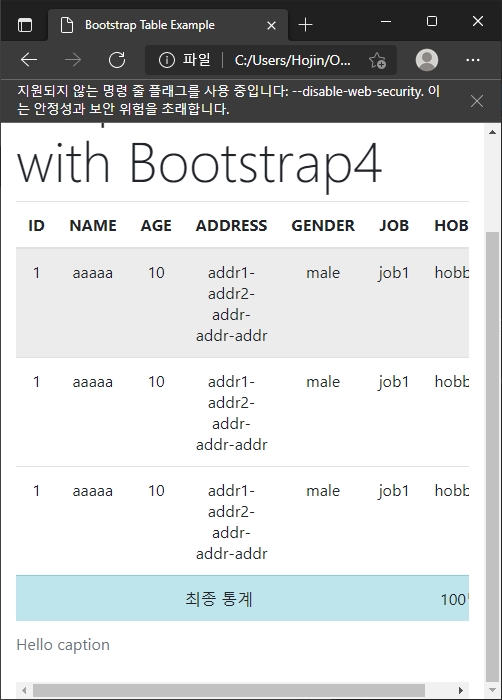 Bootstrap Table Example
파일 C:/Users/Hojin/O...
지원되지 않는 명령 줄 플래그를 사용 중입니다: --disable-web-security. 이
는 안정성과 보안 위험을 초래합니다.
with Bootstrap4
ID NAME AGE ADDRESS GENDER JOB HOB
1 aaaaa 10 addr1- male job1 hobb
addr2-
addr-
addr-addr
1 aaaaa 10 addr1- male job1 hobb
addr2-
addr-
addr-addr
1 aaaaa 10 addr1- male job1 hobb
addr2-
addr-
addr-addr
최종 통계 100
Hello caption